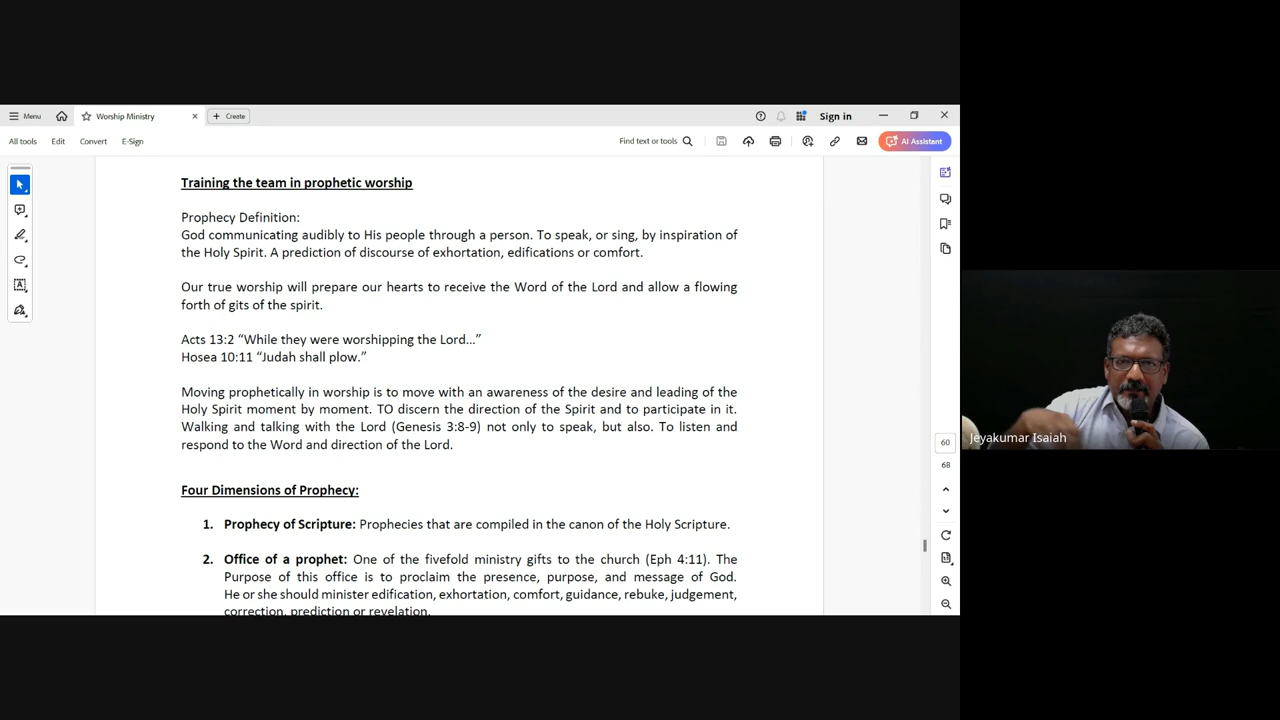 Menu
Worship Ministry
Create
Sign in
All tools
Edit
Convert
E-Sign
Find text or tools
AI Assistant
Training the team in prophetic worship
Prophecy Definition:
God communicating audibly to His people through a person. To speak, or sing, by inspiration of
the Holy Spirit. A prediction of discourse of exhortation, edifications or comfort.
Our true worship will prepare our hearts to receive the Word of the Lord and allow a flowing
forth of gits of the spirit.
Acts 13:2 “While they were worshipping the Lord…”
Hosea 10:11 “Judah shall plow.”
Moving prophetically in worship is to move with an awareness of the desire and leading of the
Holy Spirit moment by moment. TO discern the direction of the Spirit and to participate in it.
Walking and talking with the Lord (Genesis 3:8-9) not only to speak, but also. To listen and
respond to the Word and direction of the Lord.
Four Dimensions of Prophecy:
1. Prophecy of Scripture: Prophecies that are compiled in the canon of the Holy Scripture.
2. Office of a prophet: One of the fivefold ministry gifts to the church (Eph 4:11). The
Purpose of this office is to proclaim the presence, purpose, and message of God.
He or she should minister edification, exhortation, comfort, guidance, rebuke, judgement,
correction, prediction or revelation.
60
68
Jeyakumar Isaiah